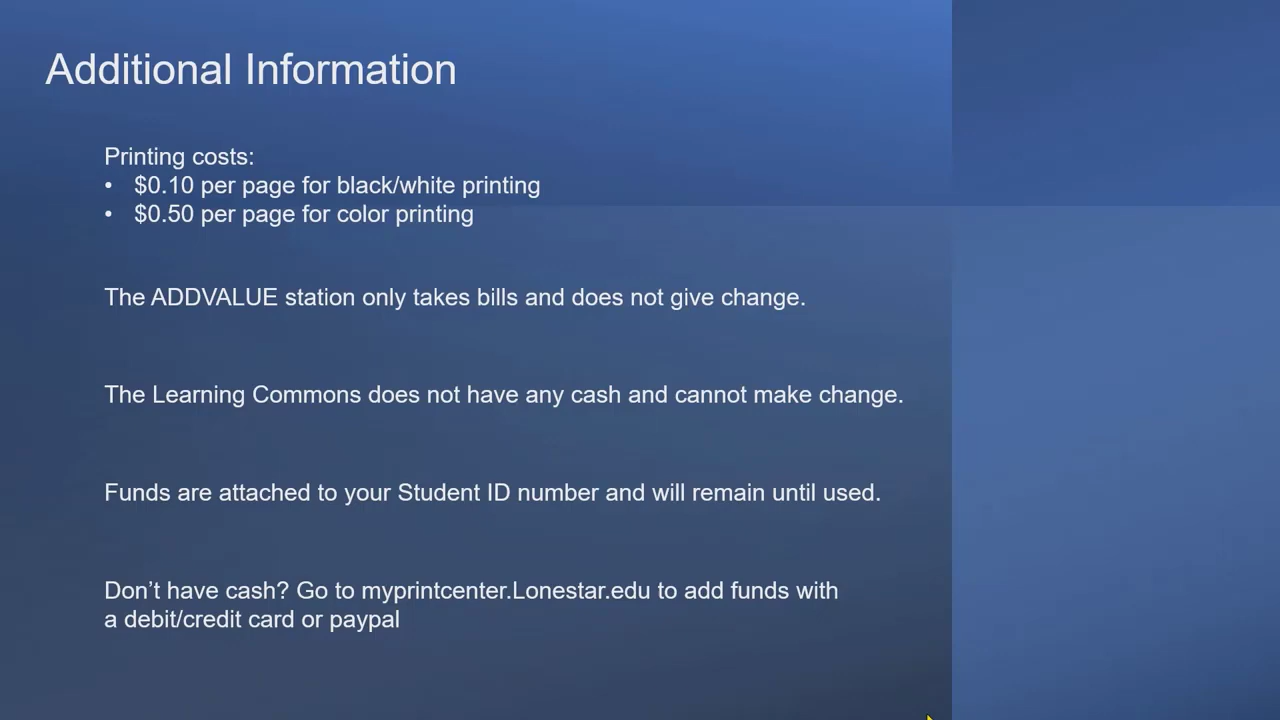 Additional Information
Printing costs:
• $0.10 per page for black/white printing
• $0.50 per page for color printing
The ADDVALUE station only takes bills and does not give change.
The Learning Commons does not have any cash and cannot make change.
Funds are attached to your Student ID number and will remain until used.
Don’t have cash? Go to myprintcenter.Lonestar.edu to add funds with
a debit/credit card or paypal